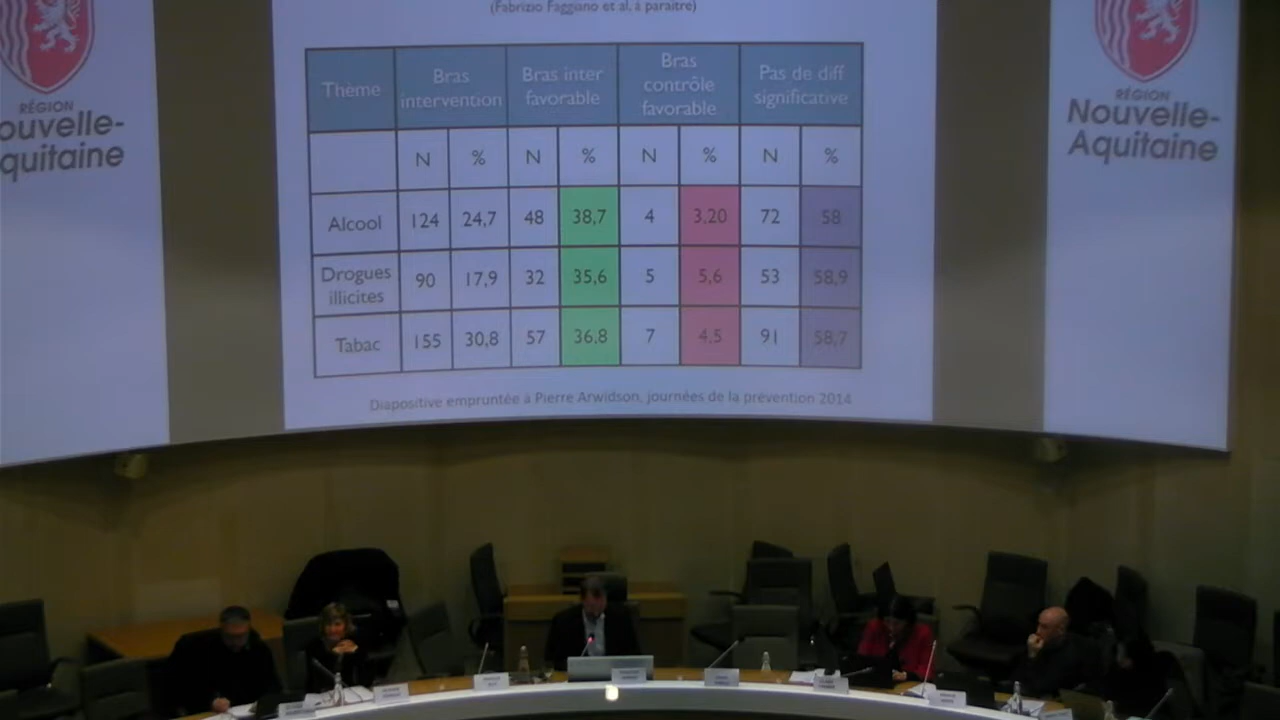 (Fabrizio Faggiano et al, à paraître)
RÉGION
ouvelle-
quitaine
RÉGION
Nouvelle-
Aquitaine
Thème
Bras
intervention
Bras inter
favorable
Bras
contrôle
favorable
Pas de diff
significative
N % N % N % N %
Alcool 124 24,7 48 38,7 4 3,20 72 58
Drogues
illicites
90 17,9 32 35,6 5 5,6 53 58,9
Tabac 155 30,8 57 36,8 7 4,5 91 58,7
Diapositive empruntée à Pierre Arwidson, journées de la prévention 2014